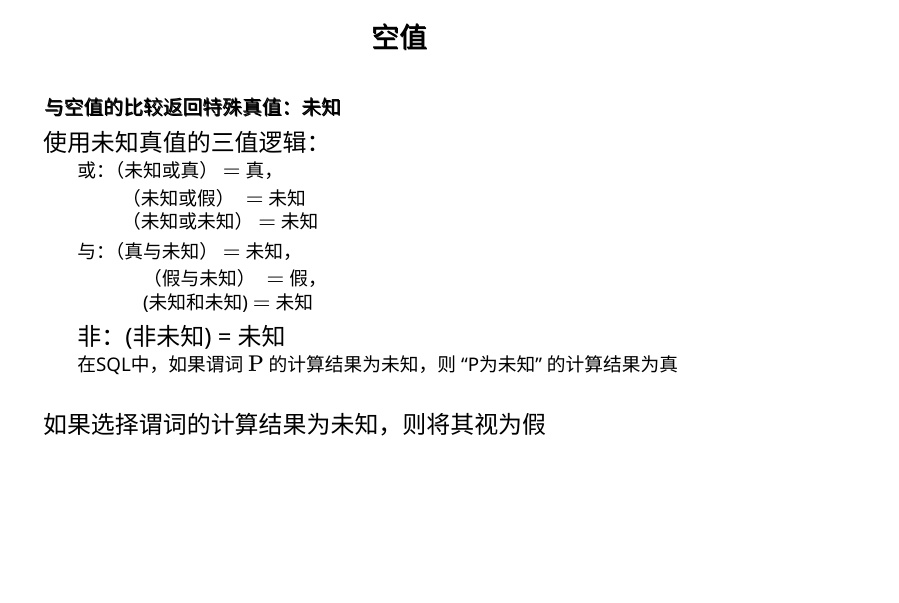 空值
与空值的比较返回特殊真值：未知
使用未知真值的三值逻辑：
或：（未知或真） = 真，
（未知或假） = 未知
（未知或未知） = 未知
与：（真与未知） = 未知，
（假与未知） = 假，
(未知和未知) = 未知
非：(非未知) = 未知
在SQL中，如果谓词 P 的计算结果为未知，则 “P为未知” 的计算结果为真
如果选择谓词的计算结果为未知，则将其视为假